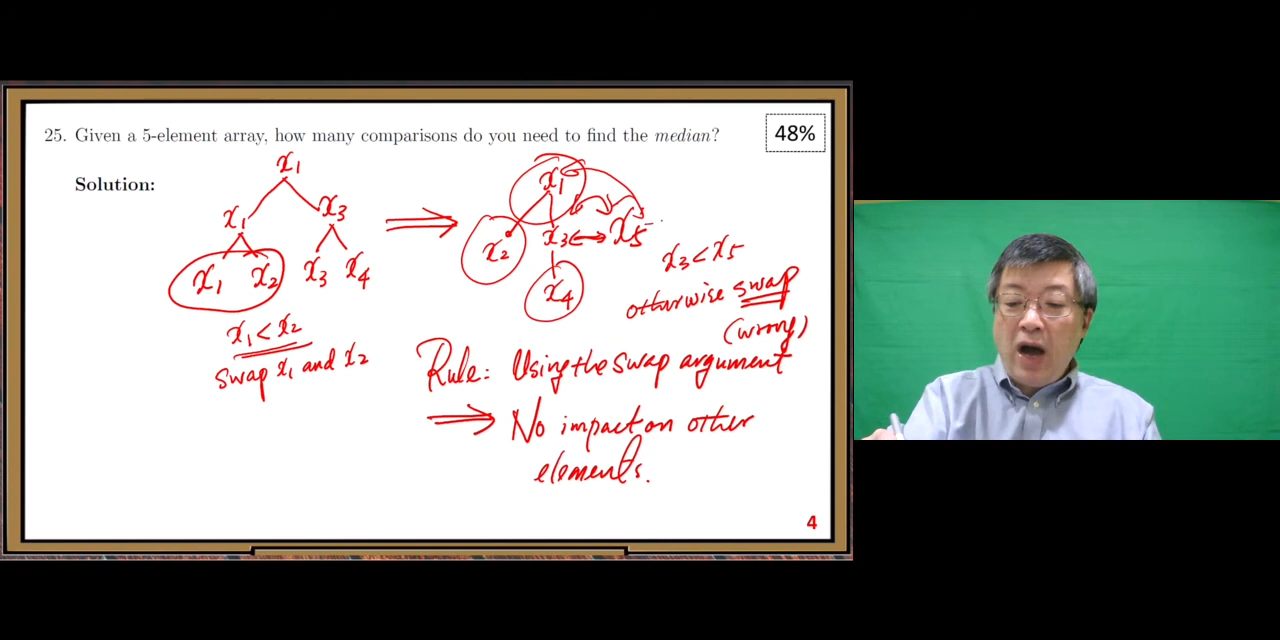 25. Given a 5-element array, how many comparisons do you need to find the median?
48%
Solution:
x1
x1 x3
x1 x2 x3 x4
x1 < x2
swap x1 and x2
⇒
x1
x2 x3 ↔ x5
x4
x3 < x5
otherwise swap
(wrong)
Rule: Using the swap argument
⇒ No impact on other
elements.
4